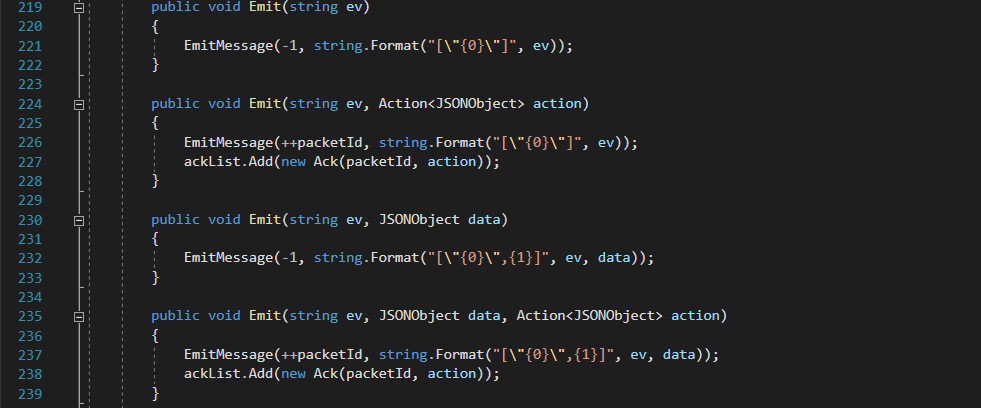 219 public void Emit(string ev)
220 {
221 EmitMessage(-1, string.Format("[\"{0}\"]", ev));
222 }
223
224 public void Emit(string ev, Action<JSONObject> action)
225 {
226 EmitMessage(++packetId, string.Format("[\"{0}\"]", ev));
227 ackList.Add(new Ack(packetId, action));
228 }
229
230 public void Emit(string ev, JSONObject data)
231 {
232 EmitMessage(-1, string.Format("[\"{0}\",{1}]", ev, data));
233 }
234
235 public void Emit(string ev, JSONObject data, Action<JSONObject> action)
236 {
237 EmitMessage(++packetId, string.Format("[\"{0}\",{1}]", ev, data));
238 ackList.Add(new Ack(packetId, action));
239 }